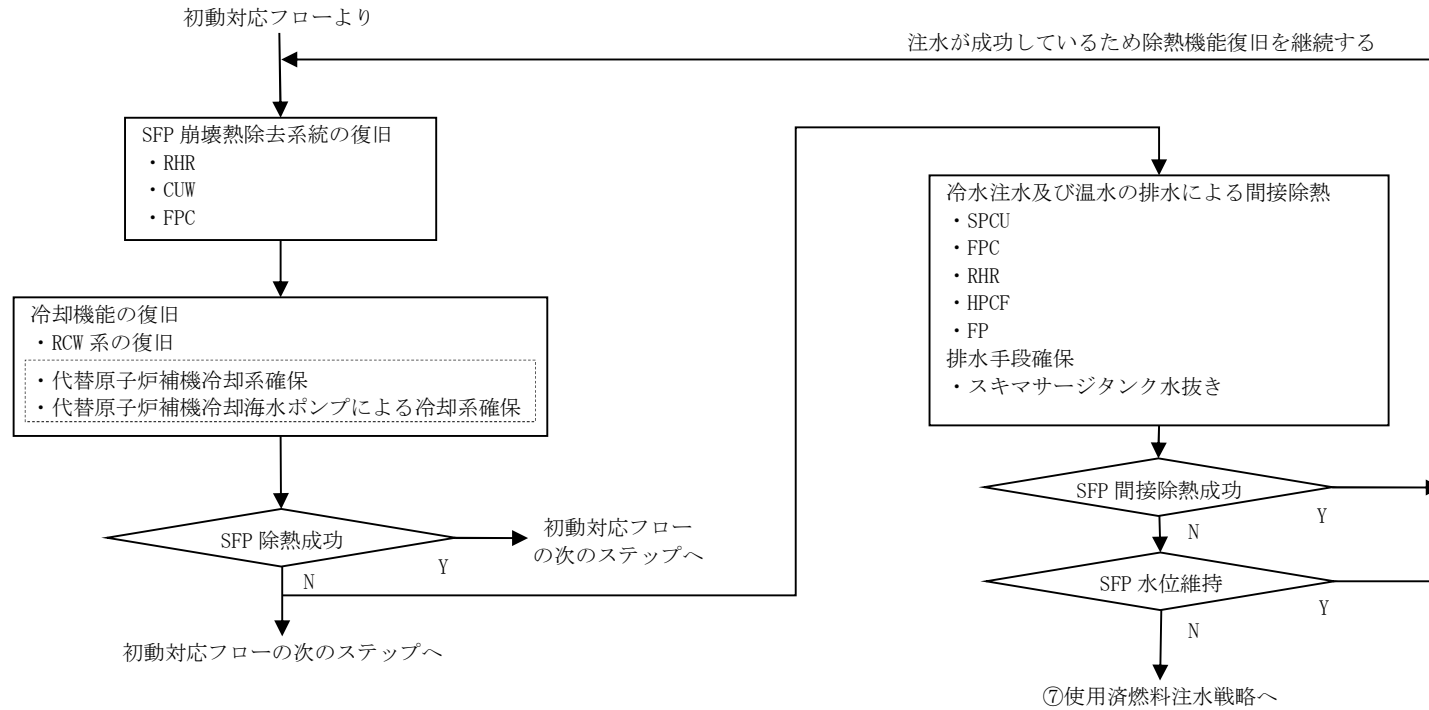 初動対応フローより
注水が成功しているため除熱機能復旧を継続する
SFP 崩壊熱除去系統の復旧
・RHR
・CUW
・FPC
冷却機能の復旧
・RCW 系の復旧
・代替原子炉補機冷却系確保
・代替原子炉補機冷却海水ポンプによる冷却系確保
SFP 除熱成功
Y
初動対応フロー
の次のステップへ
N
初動対応フローの次のステップへ
冷水注水及び温水の排水による間接除熱
・SPCU
・FPC
・RHR
・HPCF
・FP
排水手段確保
・スキマサージタンク水抜き
SFP 間接除熱成功
Y
N
SFP 水位維持
Y
N
⑦使用済燃料注水戦略へ